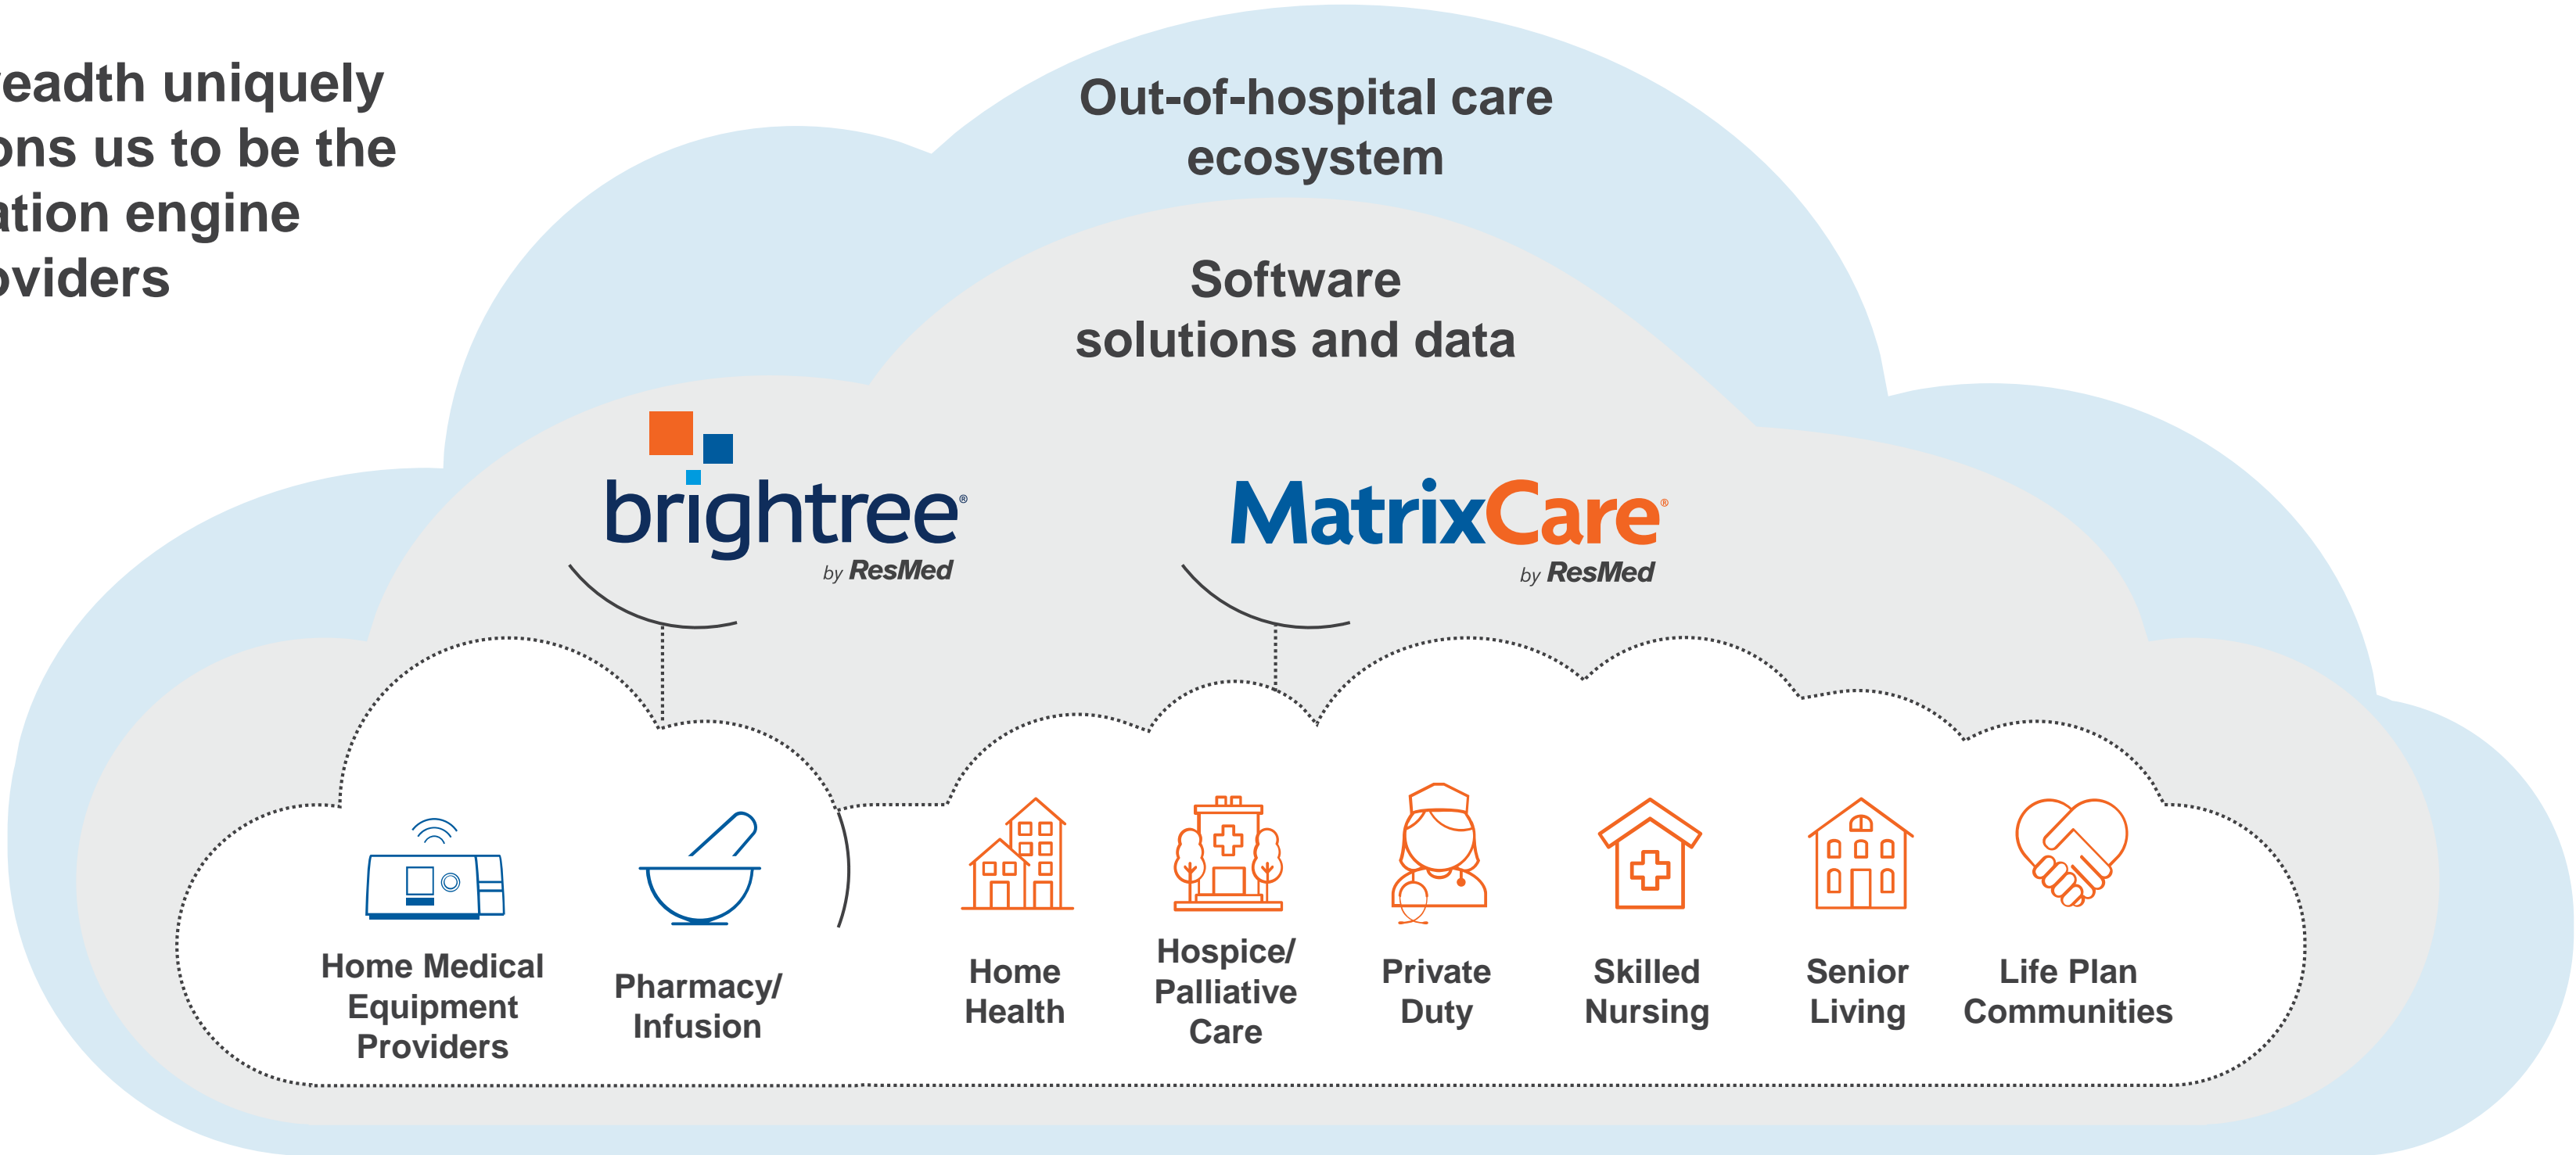 eadth uniquely
ons us to be the
ation engine
oviders
Out-of-hospital care
ecosystem
Software
solutions and data
brightree®
by ResMed
MatrixCare®
by ResMed
Home Medical
Equipment
Providers
Pharmacy/
Infusion
Home
Health
Hospice/
Palliative
Care
Private
Duty
Skilled
Nursing
Senior
Living
Life Plan
Communities